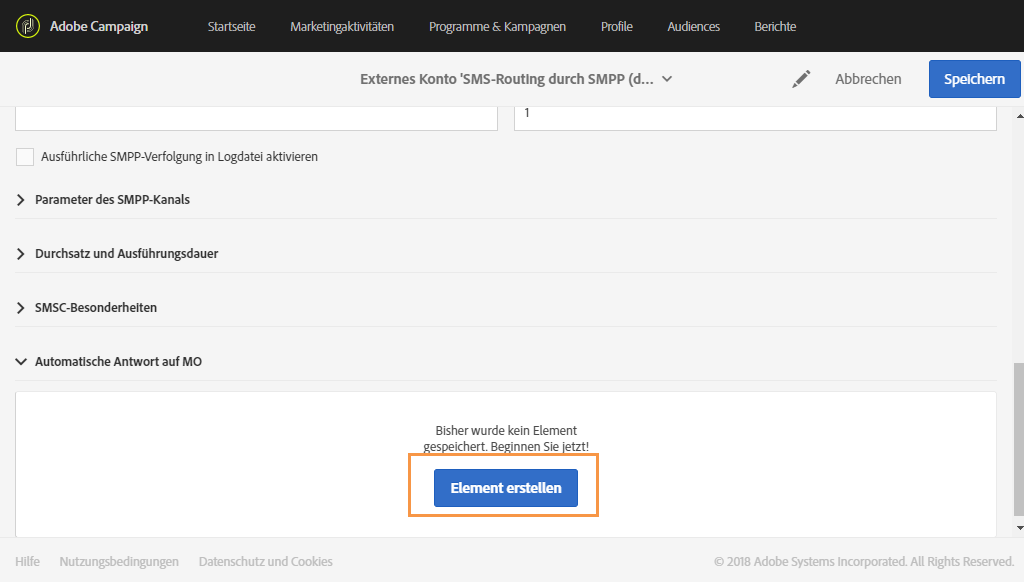 Adobe Campaign Startseite Marketingaktivitäten Programme & Kampagnen Profile Audiences Berichte
Externes Konto 'SMS-Routing durch SMPP (d... Abbrechen Speichern
1
Ausführliche SMPP-Verfolgung in Logdatei aktivieren
Parameter des SMPP-Kanals
Durchsatz und Ausführungsdauer
SMSC-Besonderheiten
Automatische Antwort auf MO
Bisher wurde kein Element
gespeichert. Beginnen Sie jetzt!
Element erstellen
Hilfe Nutzungsbedingungen Datenschutz und Cookies © 2018 Adobe Systems Incorporated. All Rights Reserved.